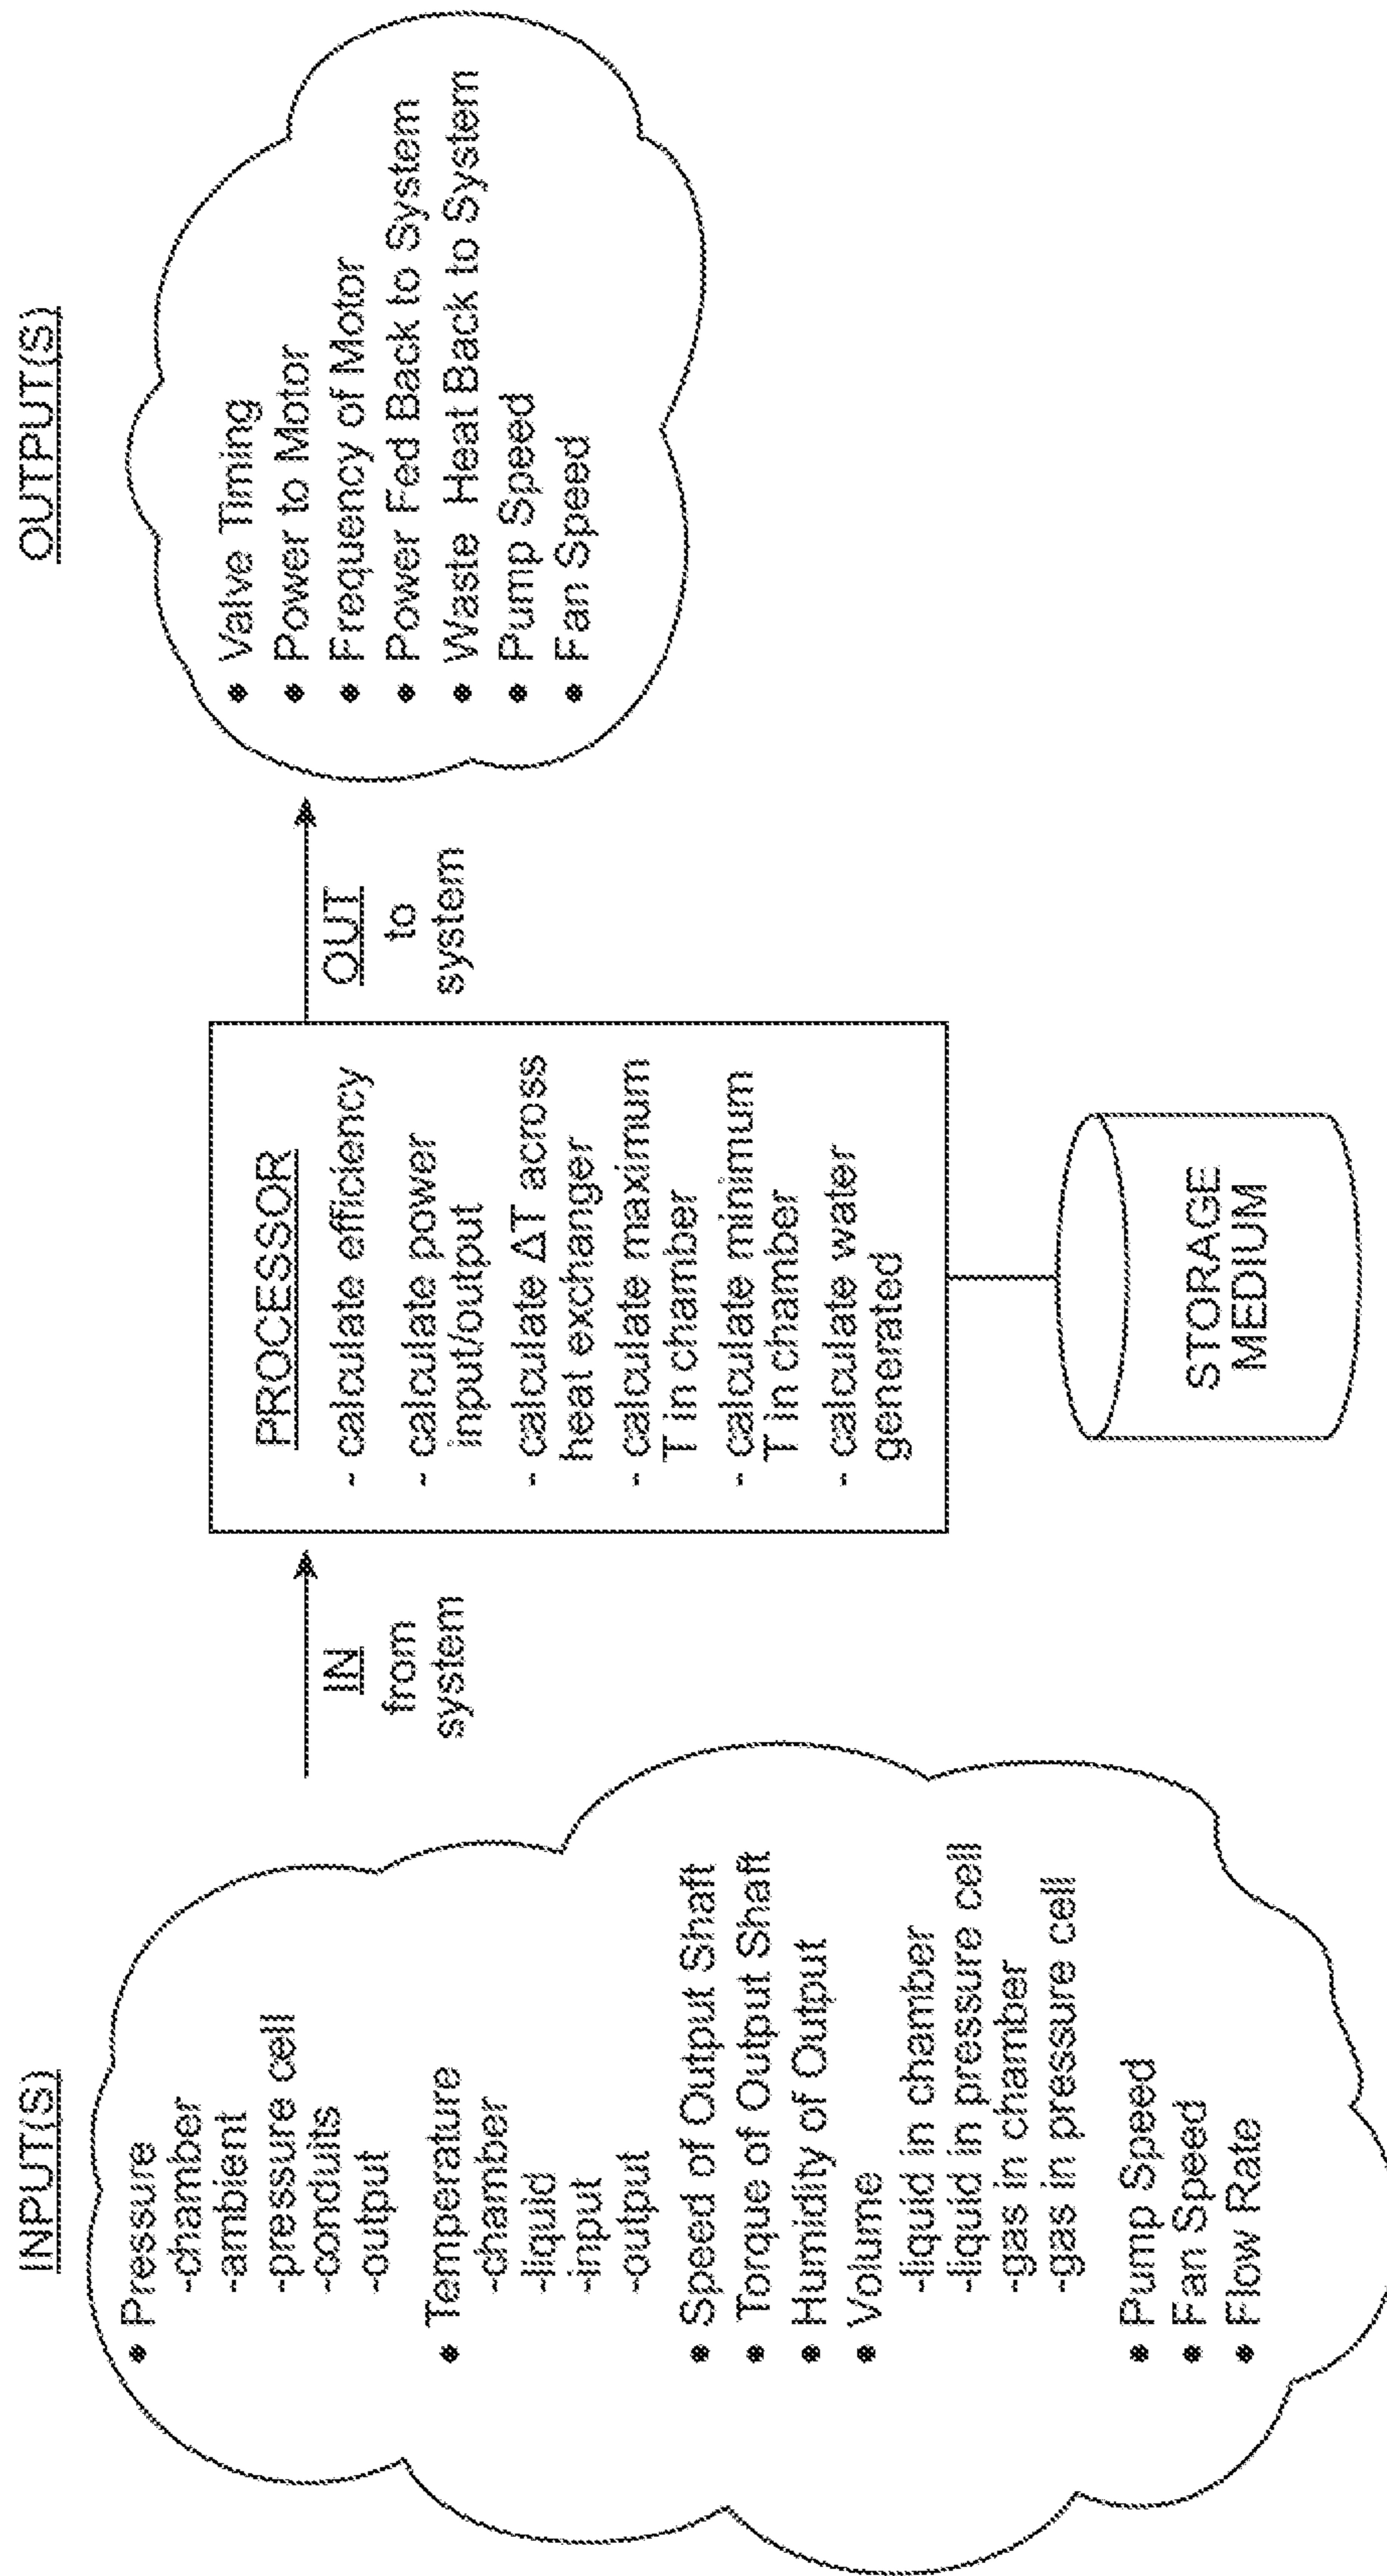 INPUT(S)
● Pressure
-chamber
-ambient
-pressure cell
-conduits
-output
● Temperature
-chamber
-liquid
-input
-output
● Speed of Output Shaft
● Torque of Output Shaft
● Humidity of Output
● Volume
-liquid in chamber
-liquid in pressure cell
-gas in chamber
-gas in pressure cell
● Pump Speed
● Fan Speed
● Flow Rate
IN
from
system
PROCESSOR
- calculate efficiency
- calculate power
input/output
- calculate ΔT across
heat exchanger
- calculate maximum
T in chamber
- calculate minimum
T in chamber
- calculate water
generated
STORAGE
MEDIUM
OUT
to
system
OUTPUT(S)
● Valve Timing
● Power to Motor
● Frequency of Motor
● Power Fed Back to System
● Waste Heat Back to System
● Pump Speed
● Fan Speed